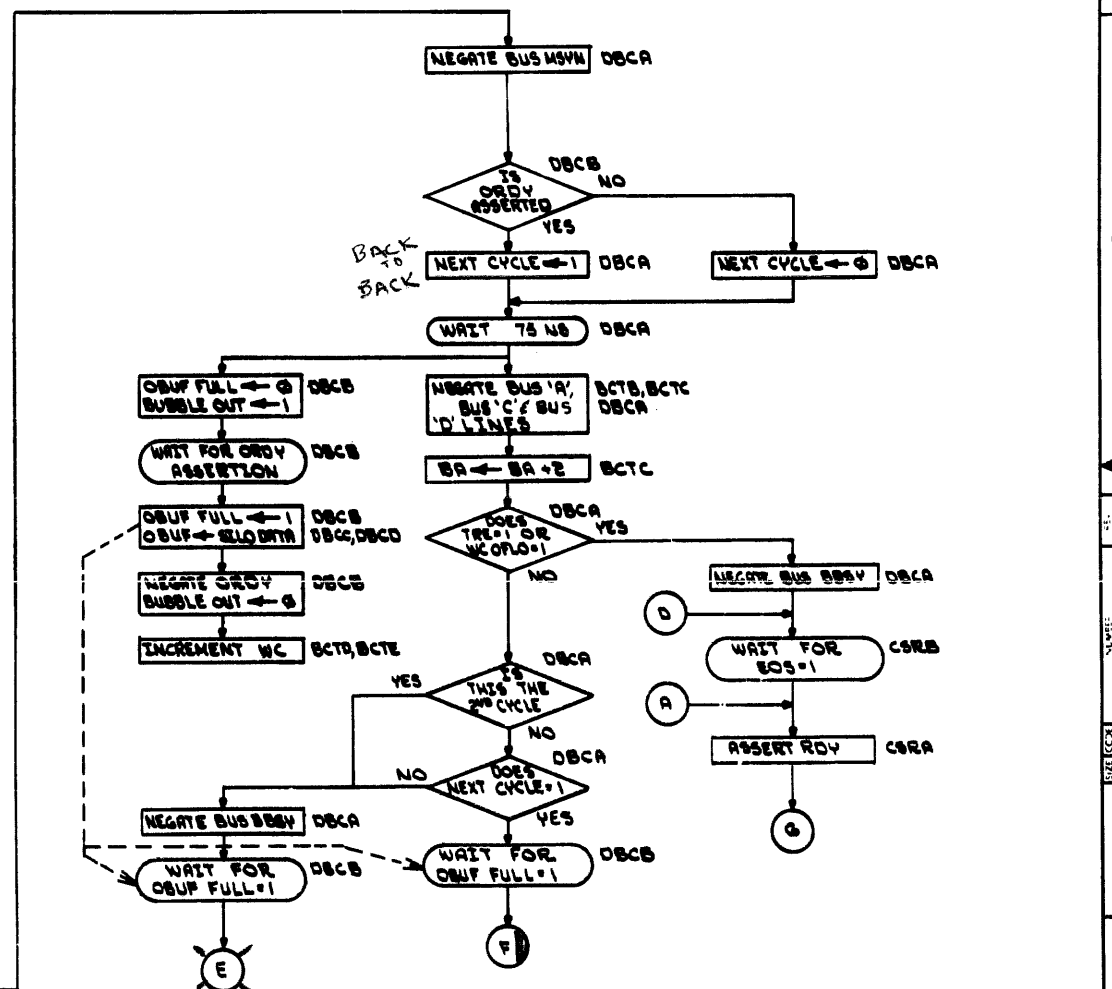 NEGATE BUS MSYN DBCA
IS
ORDY
ASSERTED
DBCB
NO
YES
BACK
TO
BACK
NEXT CYCLE ← 1 DBCA
NEXT CYCLE ← 0 DBCA
WAIT 75 NS DBCA
OBUF FULL ← 0 DBCB
BUBBLE OUT ← 1
WAIT FOR ORDY DBCB
ASSERTION
OBUF FULL ← 1 DBCB
OBUF ← SILO DATA DBCC, DBCD
NEGATE ORDY DBCB
BUBBLE OUT ← 0
INCREMENT WC BCTD, BCTE
NEGATE BUS 'A', BCTB, BCTC
BUS 'C' & BUS DBCA
'D' LINES
BA ← BA +2 BCTC
DOES
TRE=1 OR
WC OFLO=1
DBCA
YES
NO
NEGATE BUS BBSY DBCA
D
WAIT FOR CSRB
EOS=1
A
ASSERT RDY CSRA
G
IS
THIS THE
2ND CYCLE
DBCA
YES
NO
DOES
NEXT CYCLE=1
DBCA
NO
YES
NEGATE BUS BBSY DBCA
WAIT FOR DBCB
OBUF FULL=1
E
WAIT FOR DBCB
OBUF FULL=1
F
SIZE CODE